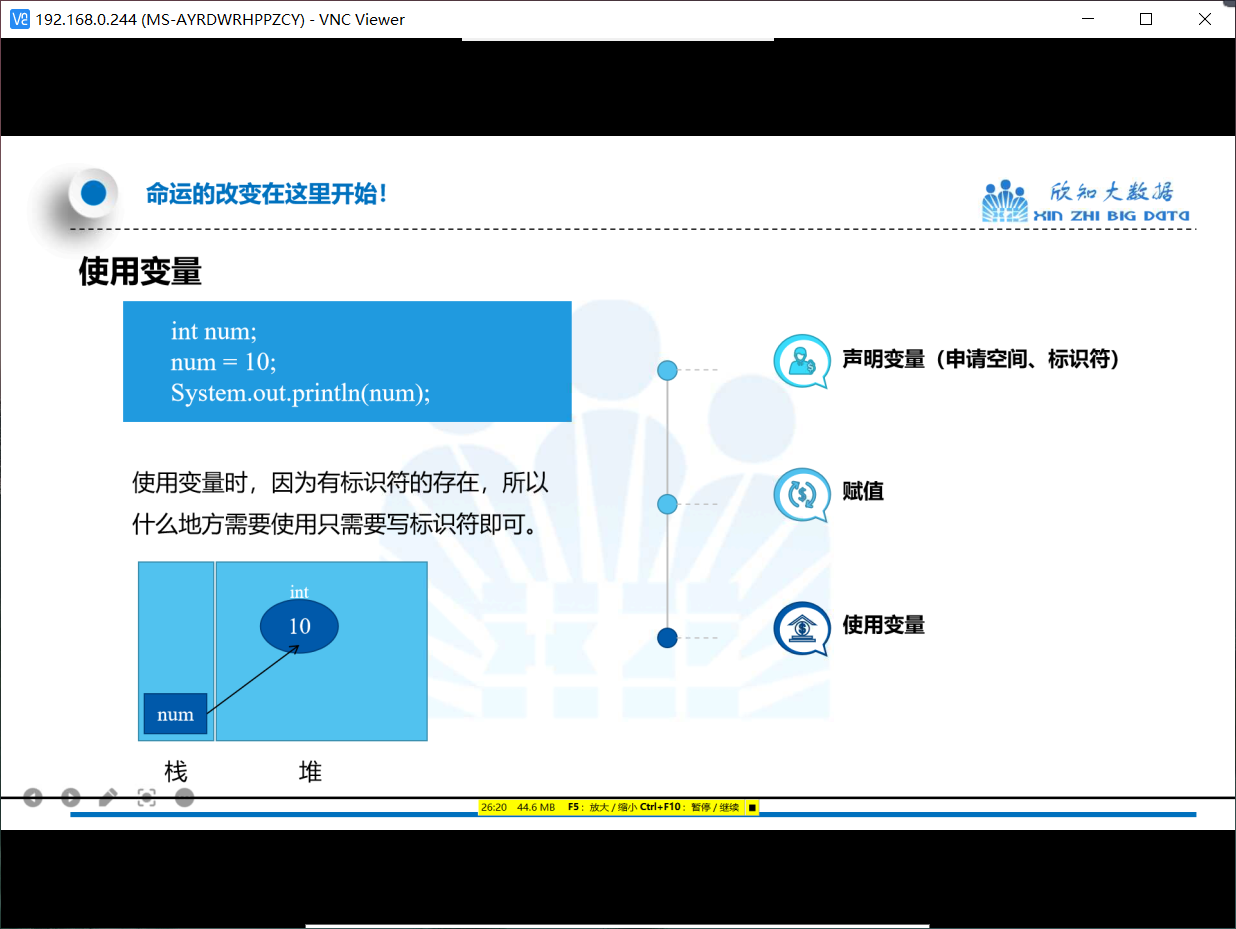 192.168.0.244 (MS-AYRDWRHPPZCY) - VNC Viewer
命运的改变在这里开始！
欣知大数据
XIN ZHI BIG DATA
使用变量
int num;
num = 10;
System.out.println(num);
声明变量（申请空间、标识符）
赋值
使用变量
使用变量时，因为有标识符的存在，所以
什么地方需要使用只需要写标识符即可。
int
10
num
栈
堆
26:20 44.6 MB F5：放大 / 缩小 Ctrl+F10：暂停 / 继续